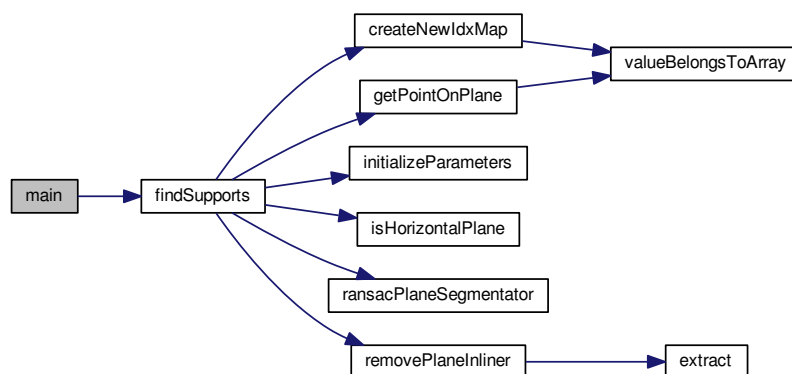 createNewIdxMap
valueBelongsToArray
getPointOnPlane
initializeParameters
main
findSupports
isHorizontalPlane
ransacPlaneSegmentator
removePlaneInliner
extract